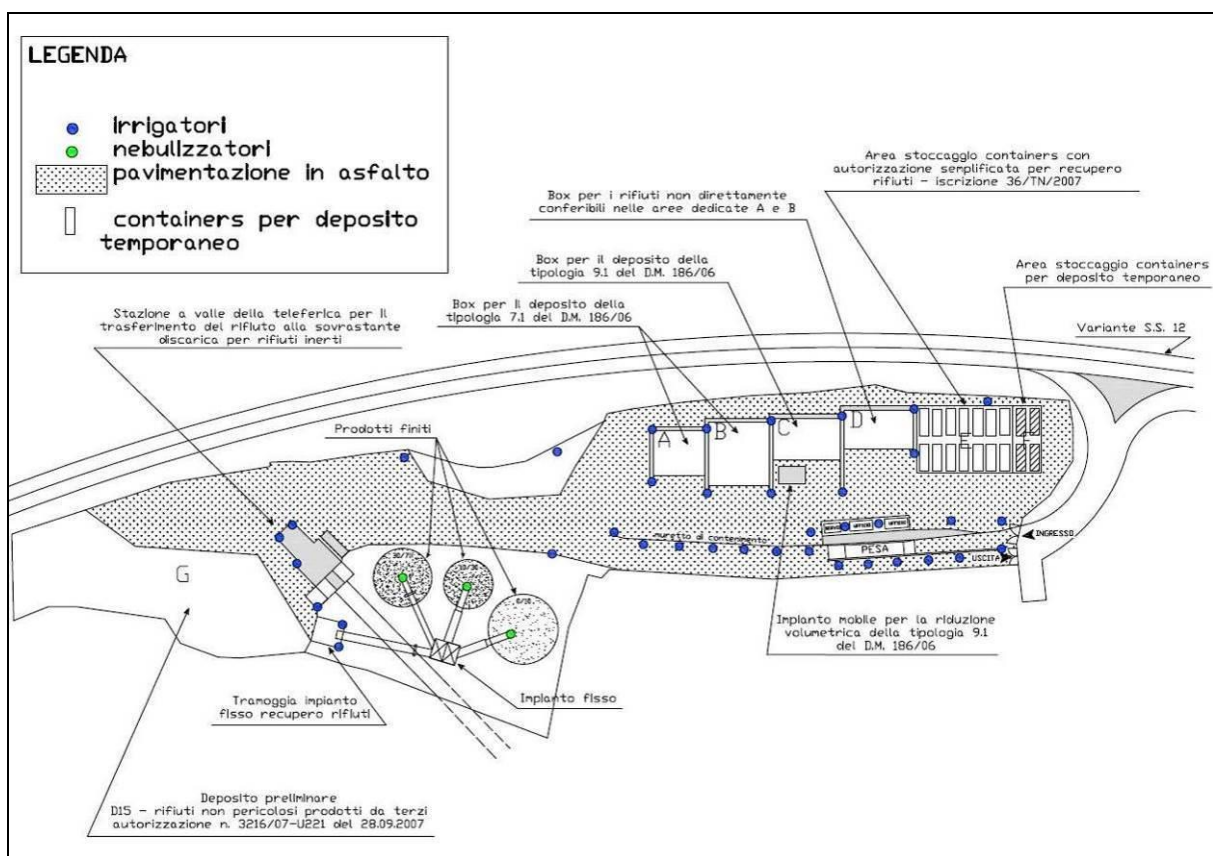 LEGENDA
irrigatori
nebulizzatori
pavimentazione in asfalto
containers per deposito
temporaneo
Area stoccaggio containers con
autorizzazione semplificata per recupero
rifiuti - iscrizione 36/TN/2007
Box per i rifiuti non direttamente
conferibili nelle aree dedicate A e B
Box per il deposito della
tipologia 9.1 del D.M. 186/06
Area stoccaggio containers
per deposito temporaneo
Box per il deposito della
tipologia 7.1 del D.M. 186/06
Stazione a valle della teleferica per il
trasferimento del rifiuto alla sovrastante
discarica per rifiuti inerti
Variante S.S. 12
Prodotti finiti
A
B
C
D
E
F
muretto di contenimento
UFFICIO
PESA
INGRESSO
USCITA
G
30/70
0/10
Impianto mobile per la riduzione
volumetrica della tipologia 9.1
del D.M. 186/06
Impianto fisso
Tramoggia impianto
fisso recupero rifiuti
Deposito preliminare
D15 - rifiuti non pericolosi prodotti da terzi
autorizzazione n. 3216/07-U221 del 28.09.2007